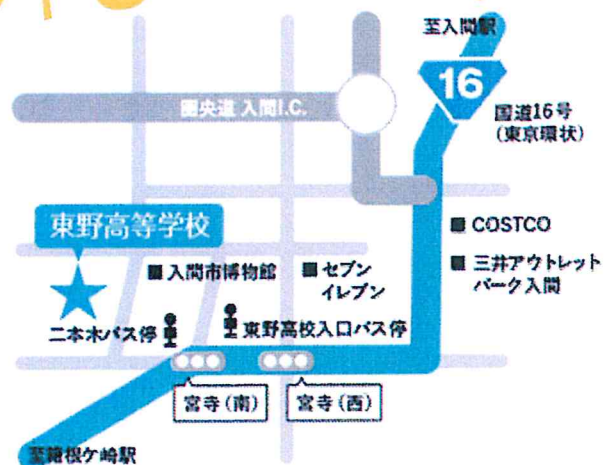 至入間駅
16
圏央道 入間I.C.
国道16号
（東京環状）
東野高等学校
COSTCO
入間市博物館
セブン
イレブン
三井アウトレット
パーク入間
二本木バス停
東野高校入口バス停
宮寺（南）
宮寺（西）
至箱根ケ崎駅